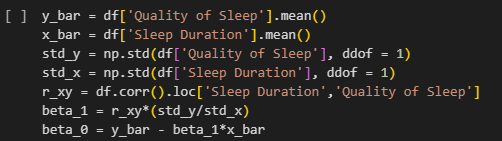 [ ] y_bar = df['Quality of Sleep'].mean()
x_bar = df['Sleep Duration'].mean()
std_y = np.std(df['Quality of Sleep'], ddof = 1)
std_x = np.std(df['Sleep Duration'], ddof = 1)
r_xy = df.corr().loc['Sleep Duration','Quality of Sleep']
beta_1 = r_xy*(std_y/std_x)
beta_0 = y_bar - beta_1*x_bar